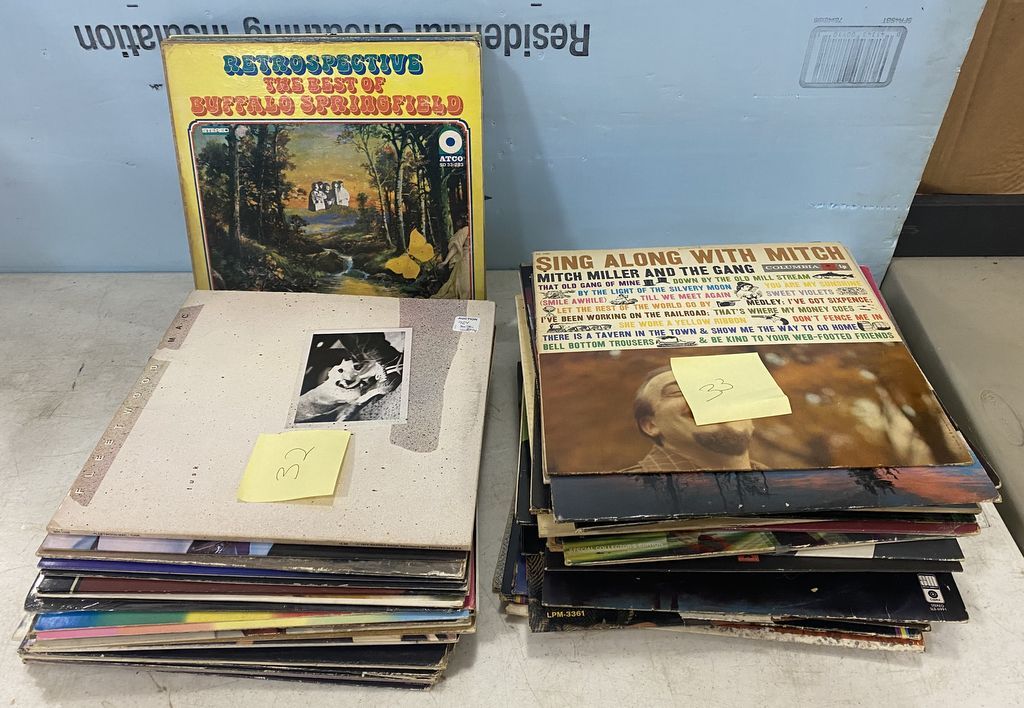 Residential Sheathing Insulation
RETROSPECTIVE
THE BEST OF
BUFFALO SPRINGFIELD
STEREO
ATCO
SD 33-283
FLEETWOOD MAC
tusk
32
SING ALONG WITH MITCH
MITCH MILLER AND THE GANG
COLUMBIA
THAT OLD GANG OF MINE DOWN BY THE OLD MILL STREAM
BY THE LIGHT OF THE SILVERY MOON YOU ARE MY SUNSHINE
(SMILE AWHILE) TILL WE MEET AGAIN SWEET VIOLETS
LET THE REST OF THE WORLD GO BY MEDLEY: I'VE GOT SIXPENCE;
I'VE BEEN WORKING ON THE RAILROAD; THAT'S WHERE MY MONEY GOES
SHE WORE A YELLOW RIBBON DON'T FENCE ME IN
THERE IS A TAVERN IN THE TOWN & SHOW ME THE WAY TO GO HOME
BELL BOTTOM TROUSERS & BE KIND TO YOUR WEB-FOOTED FRIENDS
33
LPM-3361